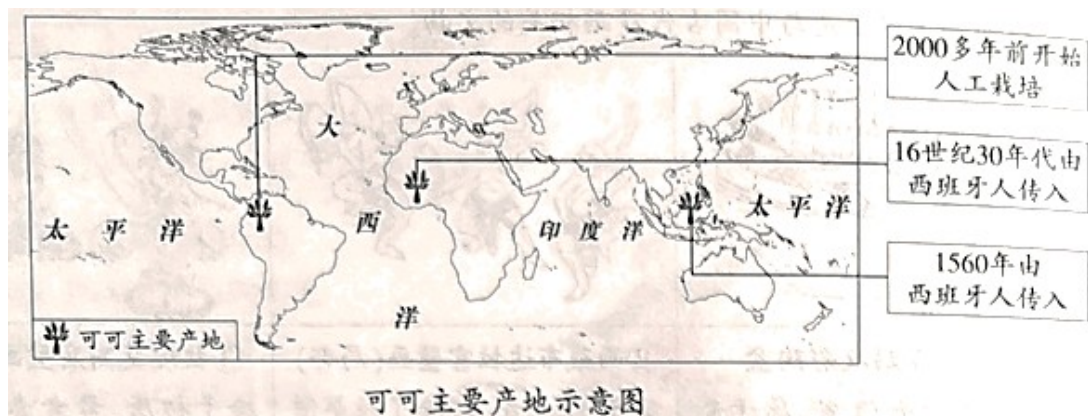 2000多年前开始
人工栽培
大
16世纪30年代由
西班牙人传入
太平洋
西
印度洋
太平洋
1560年由
西班牙人传入
洋
可可主要产地
可可主要产地示意图